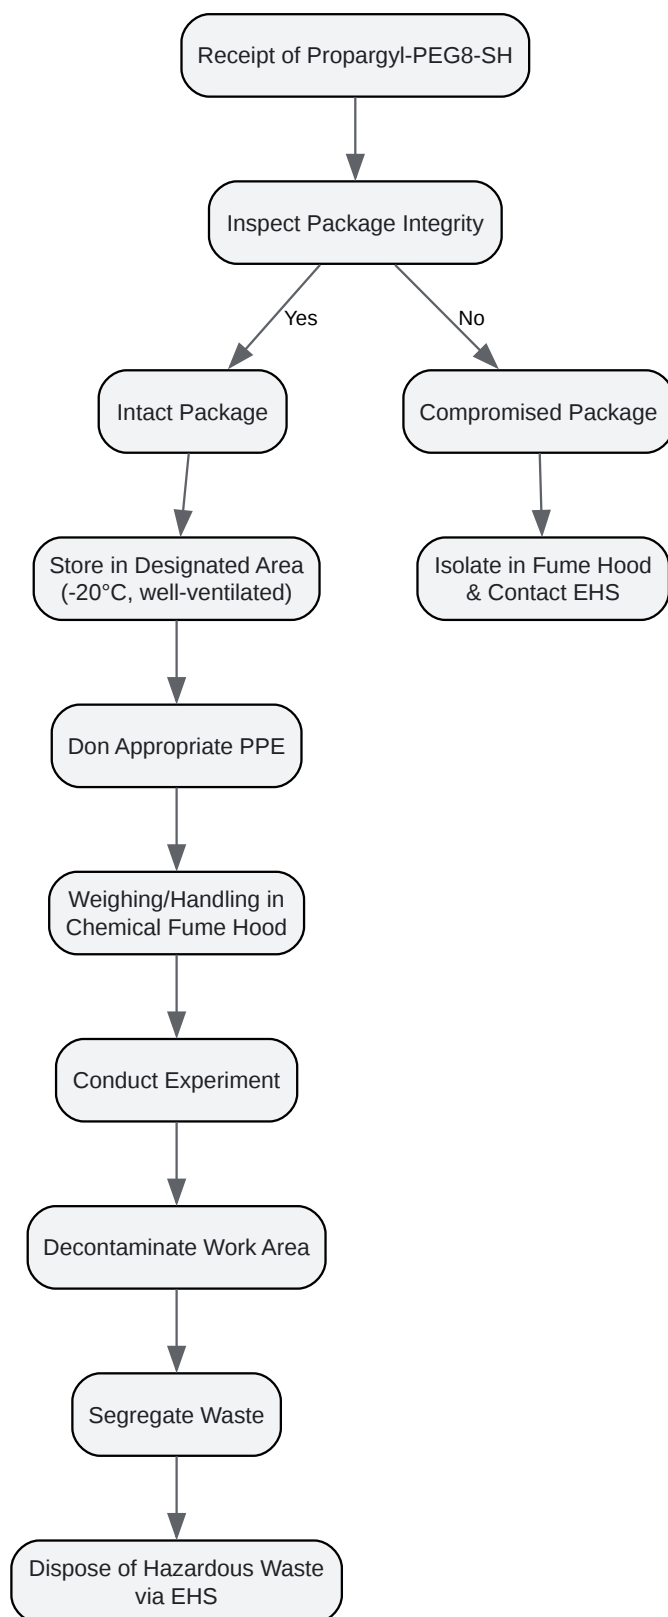 Receipt of Propargyl-PEG8-SH
Inspect Package Integrity
Yes
No
Intact Package
Compromised Package
Store in Designated Area
(-20°C, well-ventilated)
Isolate in Fume Hood
& Contact EHS
Don Appropriate PPE
Weighing/Handling in
Chemical Fume Hood
Conduct Experiment
Decontaminate Work Area
Segregate Waste
Dispose of Hazardous Waste
via EHS